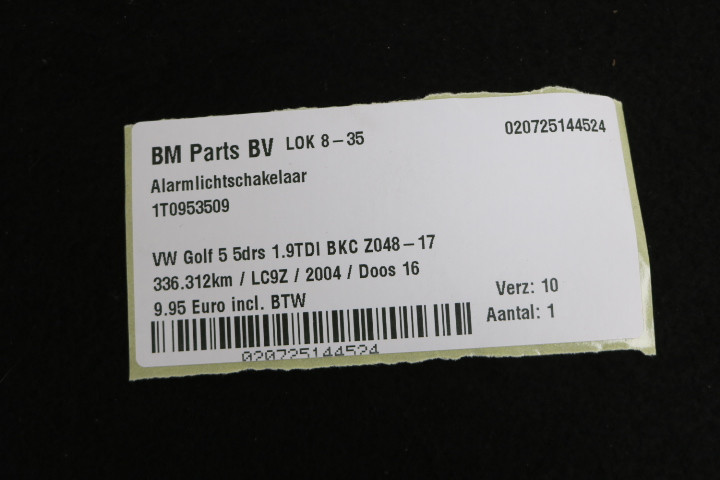 BM Parts BV LOK 8-35
020725144524
Alarmlichtschakelaar
1T0953509
VW Golf 5 5drs 1.9TDI BKC Z048-17
336.312km / LC9Z / 2004 / Doos 16
9.95 Euro incl. BTW
Verz: 10
Aantal: 1
020725144524